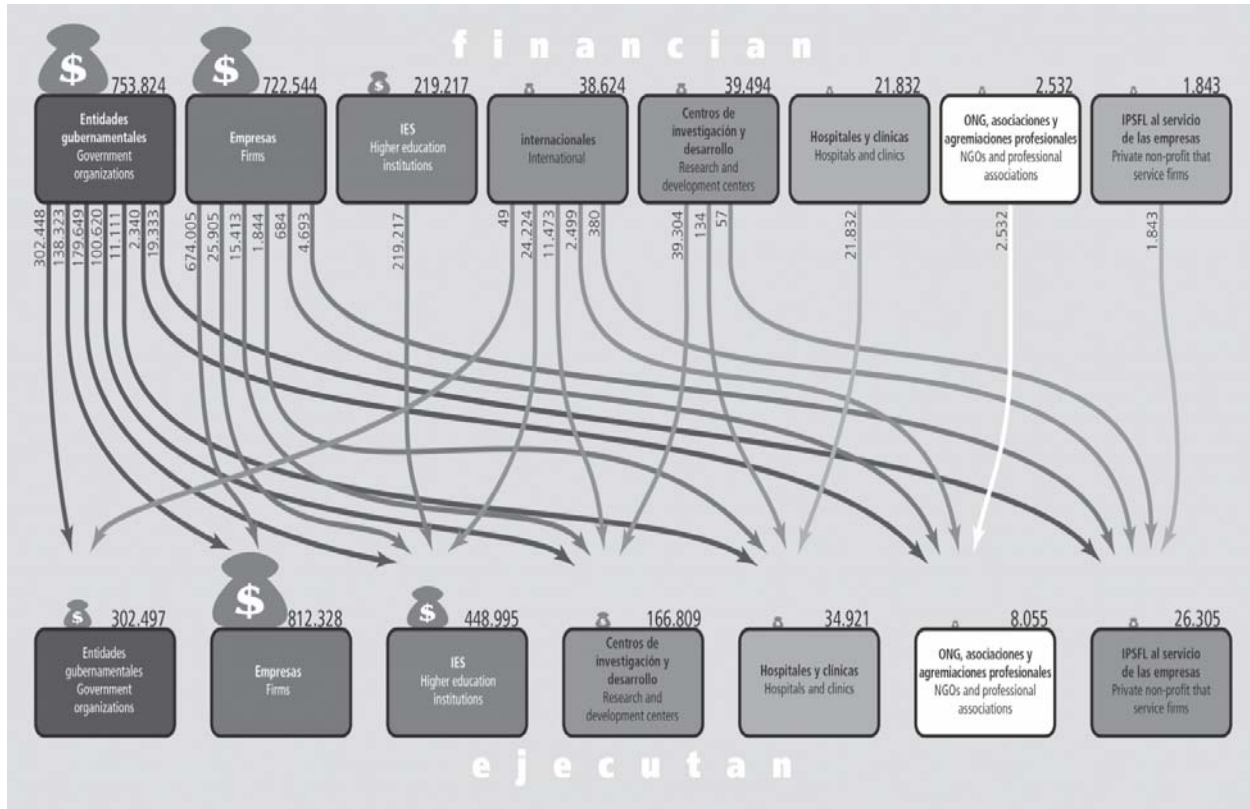 financian
$
$
$
753.824
722.544
219.217
38.624
39.494
21.832
2.532
1.843
Entidades
gubernamentales
Government
organizations
Empresas
Firms
IES
Higher education
institutions
internacionales
International
Centros de
investigación y
desarrollo
Research and
development centers
Hospitales y clínicas
Hospitals and clinics
ONG, asociaciones y
agremiaciones profesionales
NGOs and professional
associations
IPSFL al servicio
de las empresas
Private non-profit that
service firms
302.448
138.323
179.649
100.620
11.111
2.340
19.333
674.005
25.905
15.413
1.844
684
4.693
219.217
49
24.224
11.473
2.499
380
39.304
134
57
21.832
2.532
1.843
$
$
$
302.497
812.328
448.995
166.809
34.921
8.055
26.305
Entidades
gubernamentales
Government
organizations
Empresas
Firms
IES
Higher education
institutions
Centros de
investigación y
desarrollo
Research and
development centers
Hospitales y clínicas
Hospitals and clinics
ONG, asociaciones y
agremiaciones profesionales
NGOs and professional
associations
IPSFL al servicio
de las empresas
Private non-profit that
service firms
ejecutan